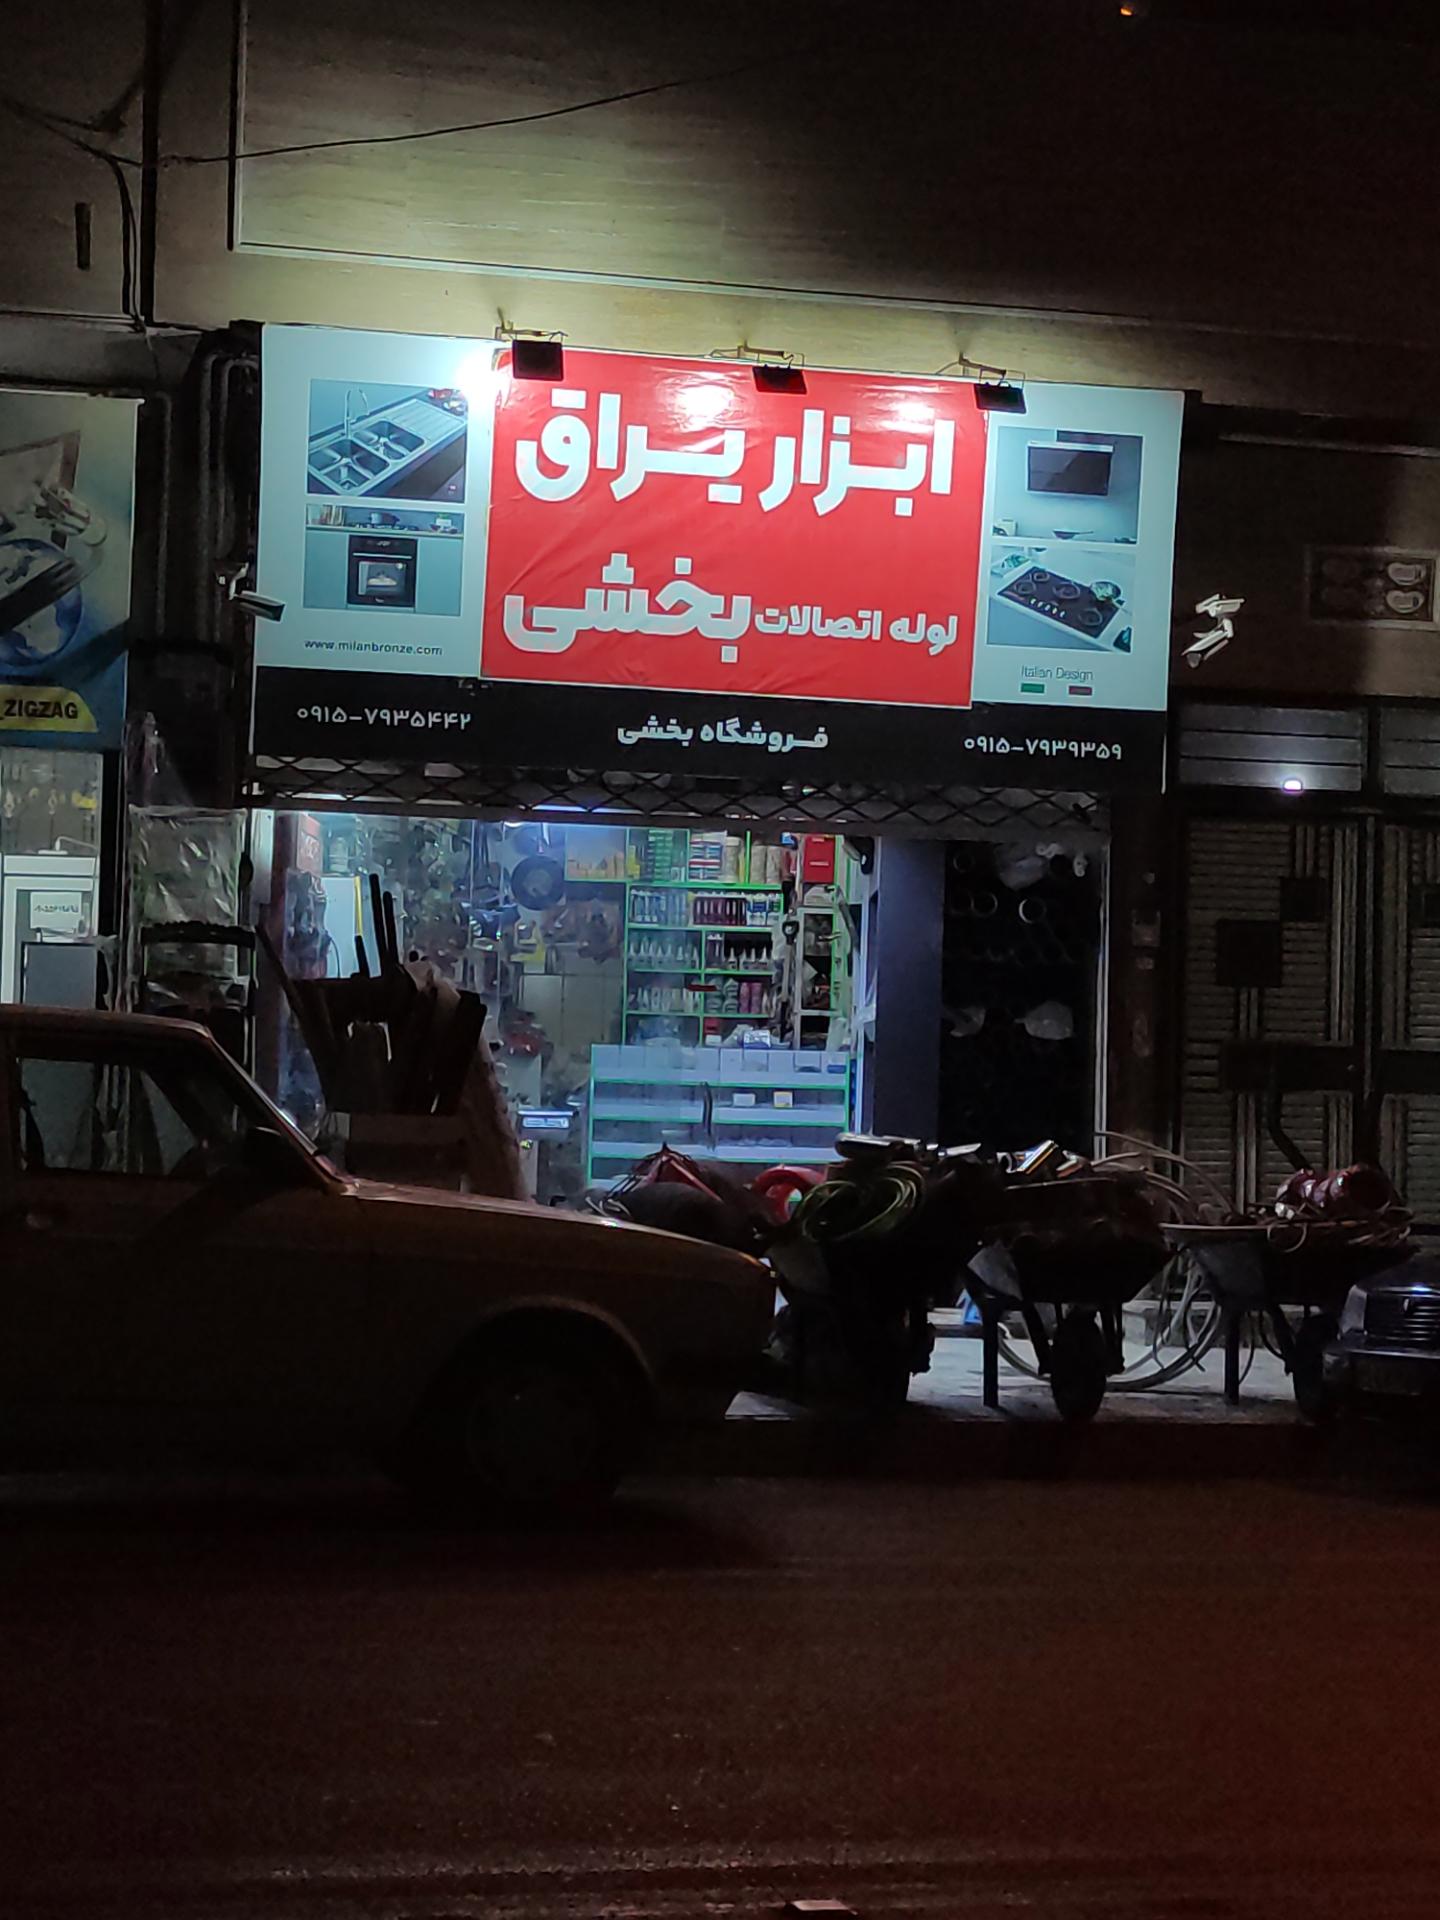 ابزار یراق
لوله اتصالات بخشی
www.milanbronze.com
Italian Design
۰۹۱۵-۷۹۳۵۴۴۲
فروشگاه بخشی
۰۹۱۵-۷۹۳۹۳۵۹
ZIGZAG